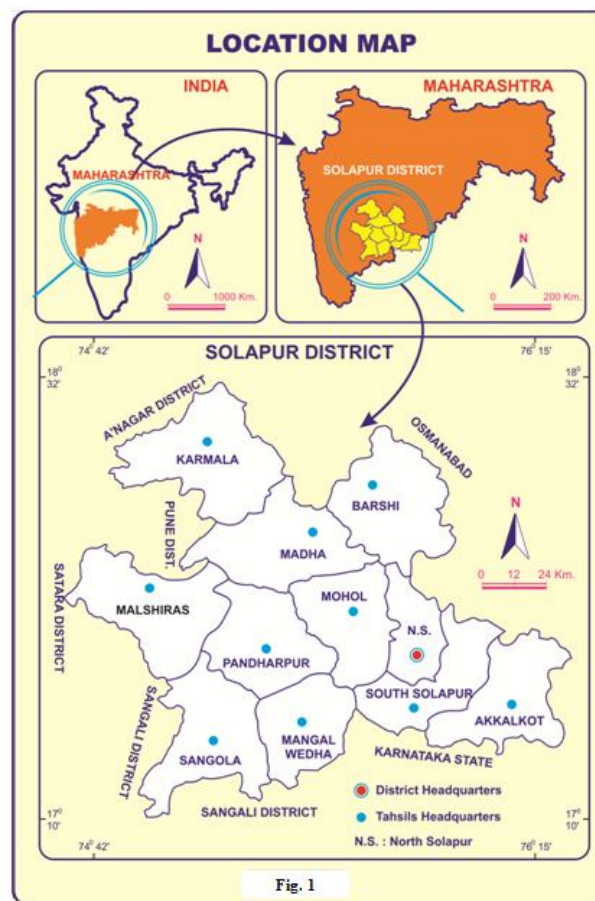 LOCATION MAP
INDIA
MAHARASHTRA
N
0 1000 Km.
MAHARASHTRA
SOLAPUR DISTRICT
N
0 200 Km.
SOLAPUR DISTRICT
74° 42'
76° 15'
18°
32'
18°
32'
A'NAGAR DISTRICT
OSMANABAD
KARMALA
BARSHI
PUNE DIST.
MADHA
N
0 12 24 Km.
SATARA DISTRICT
MALSHIRAS
MOHOL
N.S.
PANDHARPUR
SOUTH SOLAPUR
AKKALKOT
SANGALI DISTRICT
SANGOLA
MANGAL
WEDHA
KARNATAKA STATE
SANGALI DISTRICT
District Headquarters
Tahsils Headquarters
N.S. : North Solapur
17°
10'
17°
10'
74° 42'
76° 15'
Fig. 1